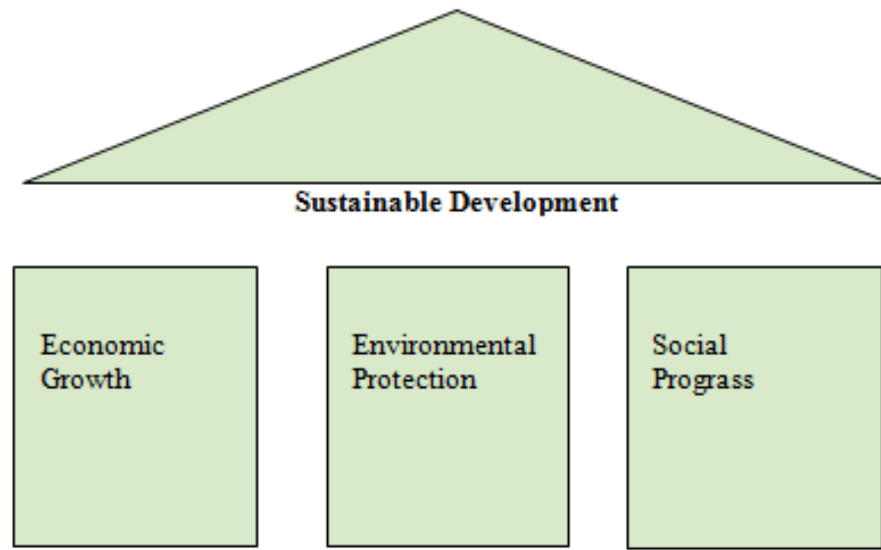 Sustainable Development
Economic
Growth
Environmental
Protection
Social
Prograss